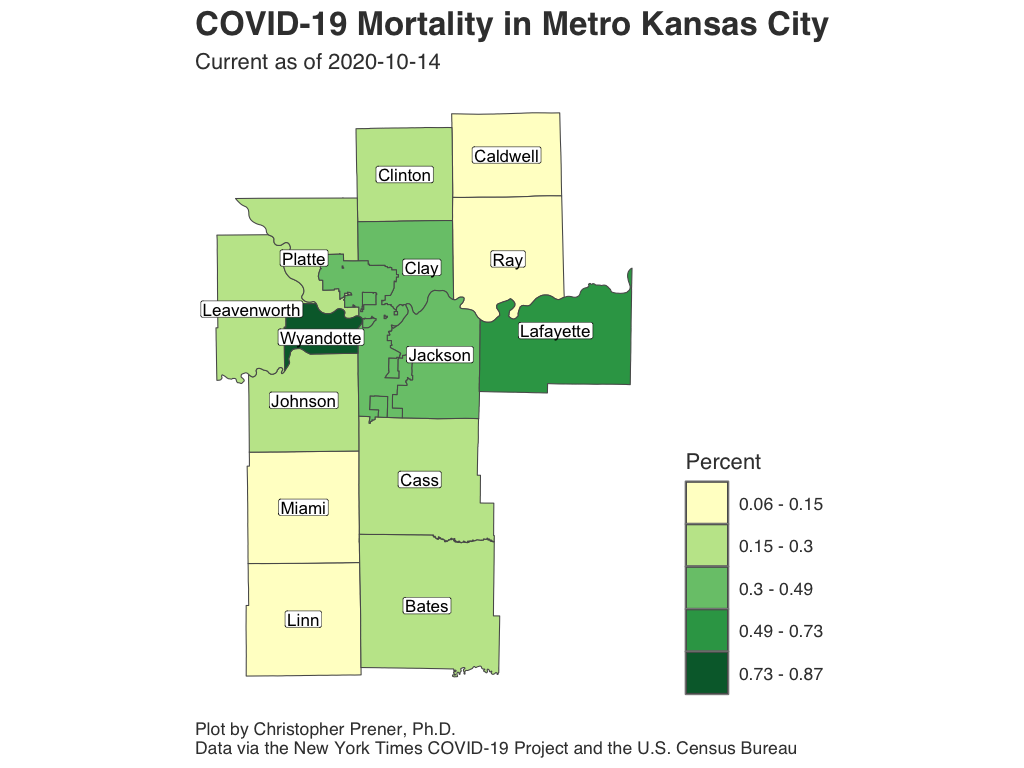 COVID-19 Mortality in Metro Kansas City
Current as of 2020-10-14
Caldwell
Clinton
Platte
Clay
Ray
Leavenworth
Wyandotte
Lafayette
Jackson
Johnson
Cass
Miami
Bates
Linn
Percent
0.06 - 0.15
0.15 - 0.3
0.3 - 0.49
0.49 - 0.73
0.73 - 0.87
Plot by Christopher Prener, Ph.D.
Data via the New York Times COVID-19 Project and the U.S. Census Bureau